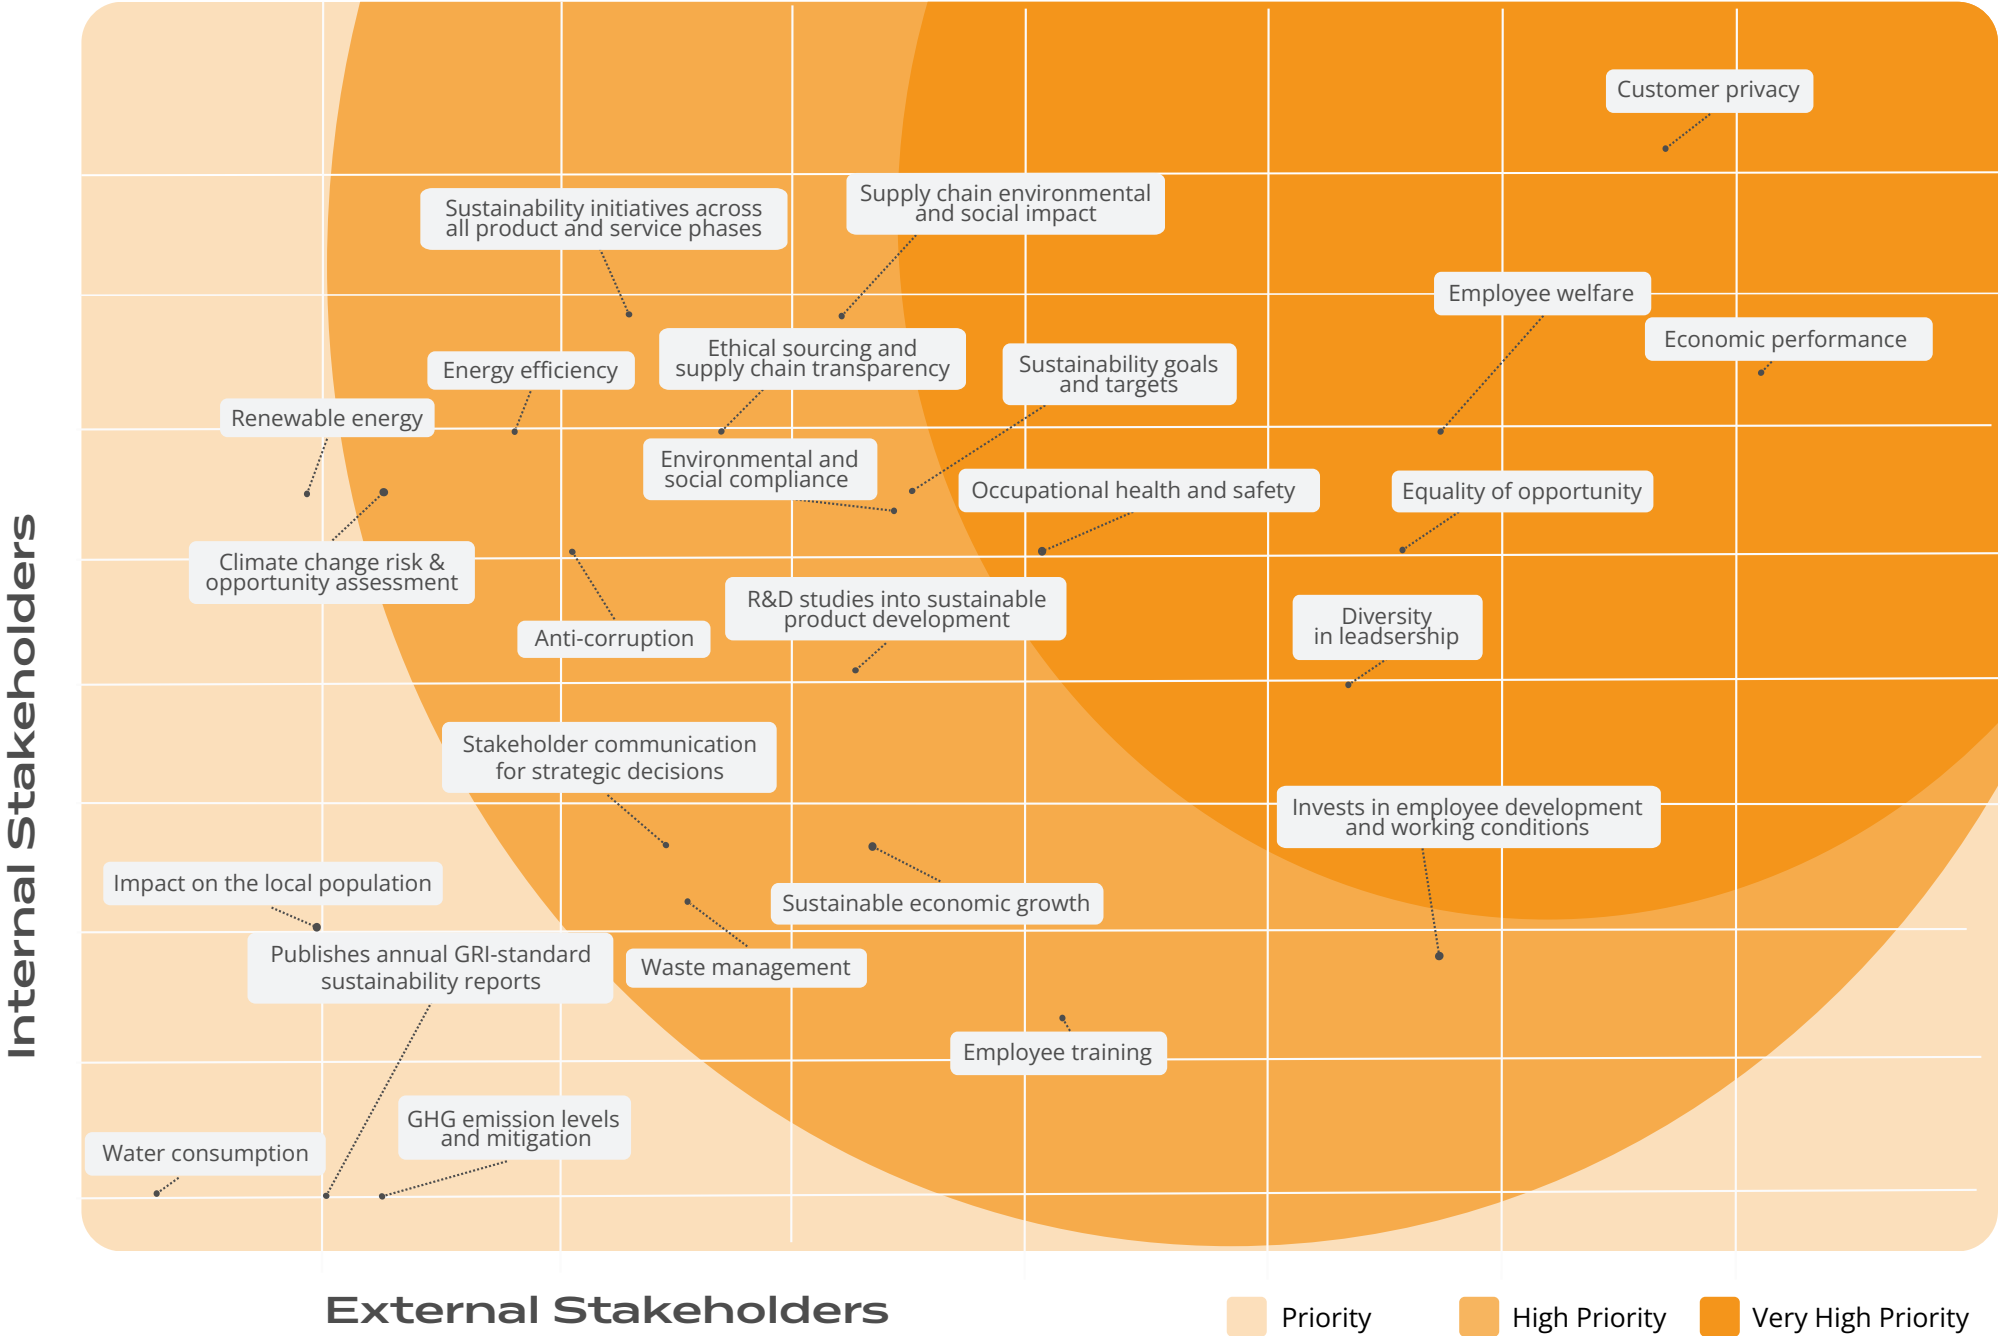 Customer privacy
Supply chain environmental
and social impact
Sustainability initiatives across
all product and service phases
Employee welfare
Economic performance
Ethical sourcing and
supply chain transparency
Sustainability goals
and targets
Energy efficiency
Renewable energy
Environmental and
social compliance
Occupational health and safety
Equality of opportunity
Climate change risk &
opportunity assessment
R&D studies into sustainable
product development
Anti-corruption
Diversity
in leadsership
Stakeholder communication
for strategic decisions
Invests in employee development
and working conditions
Impact on the local population
Sustainable economic growth
Publishes annual GRI-standard
sustainability reports
Waste management
Employee training
GHG emission levels
and mitigation
Water consumption
Internal Stakeholders
External Stakeholders
Priority
High Priority
Very High Priority